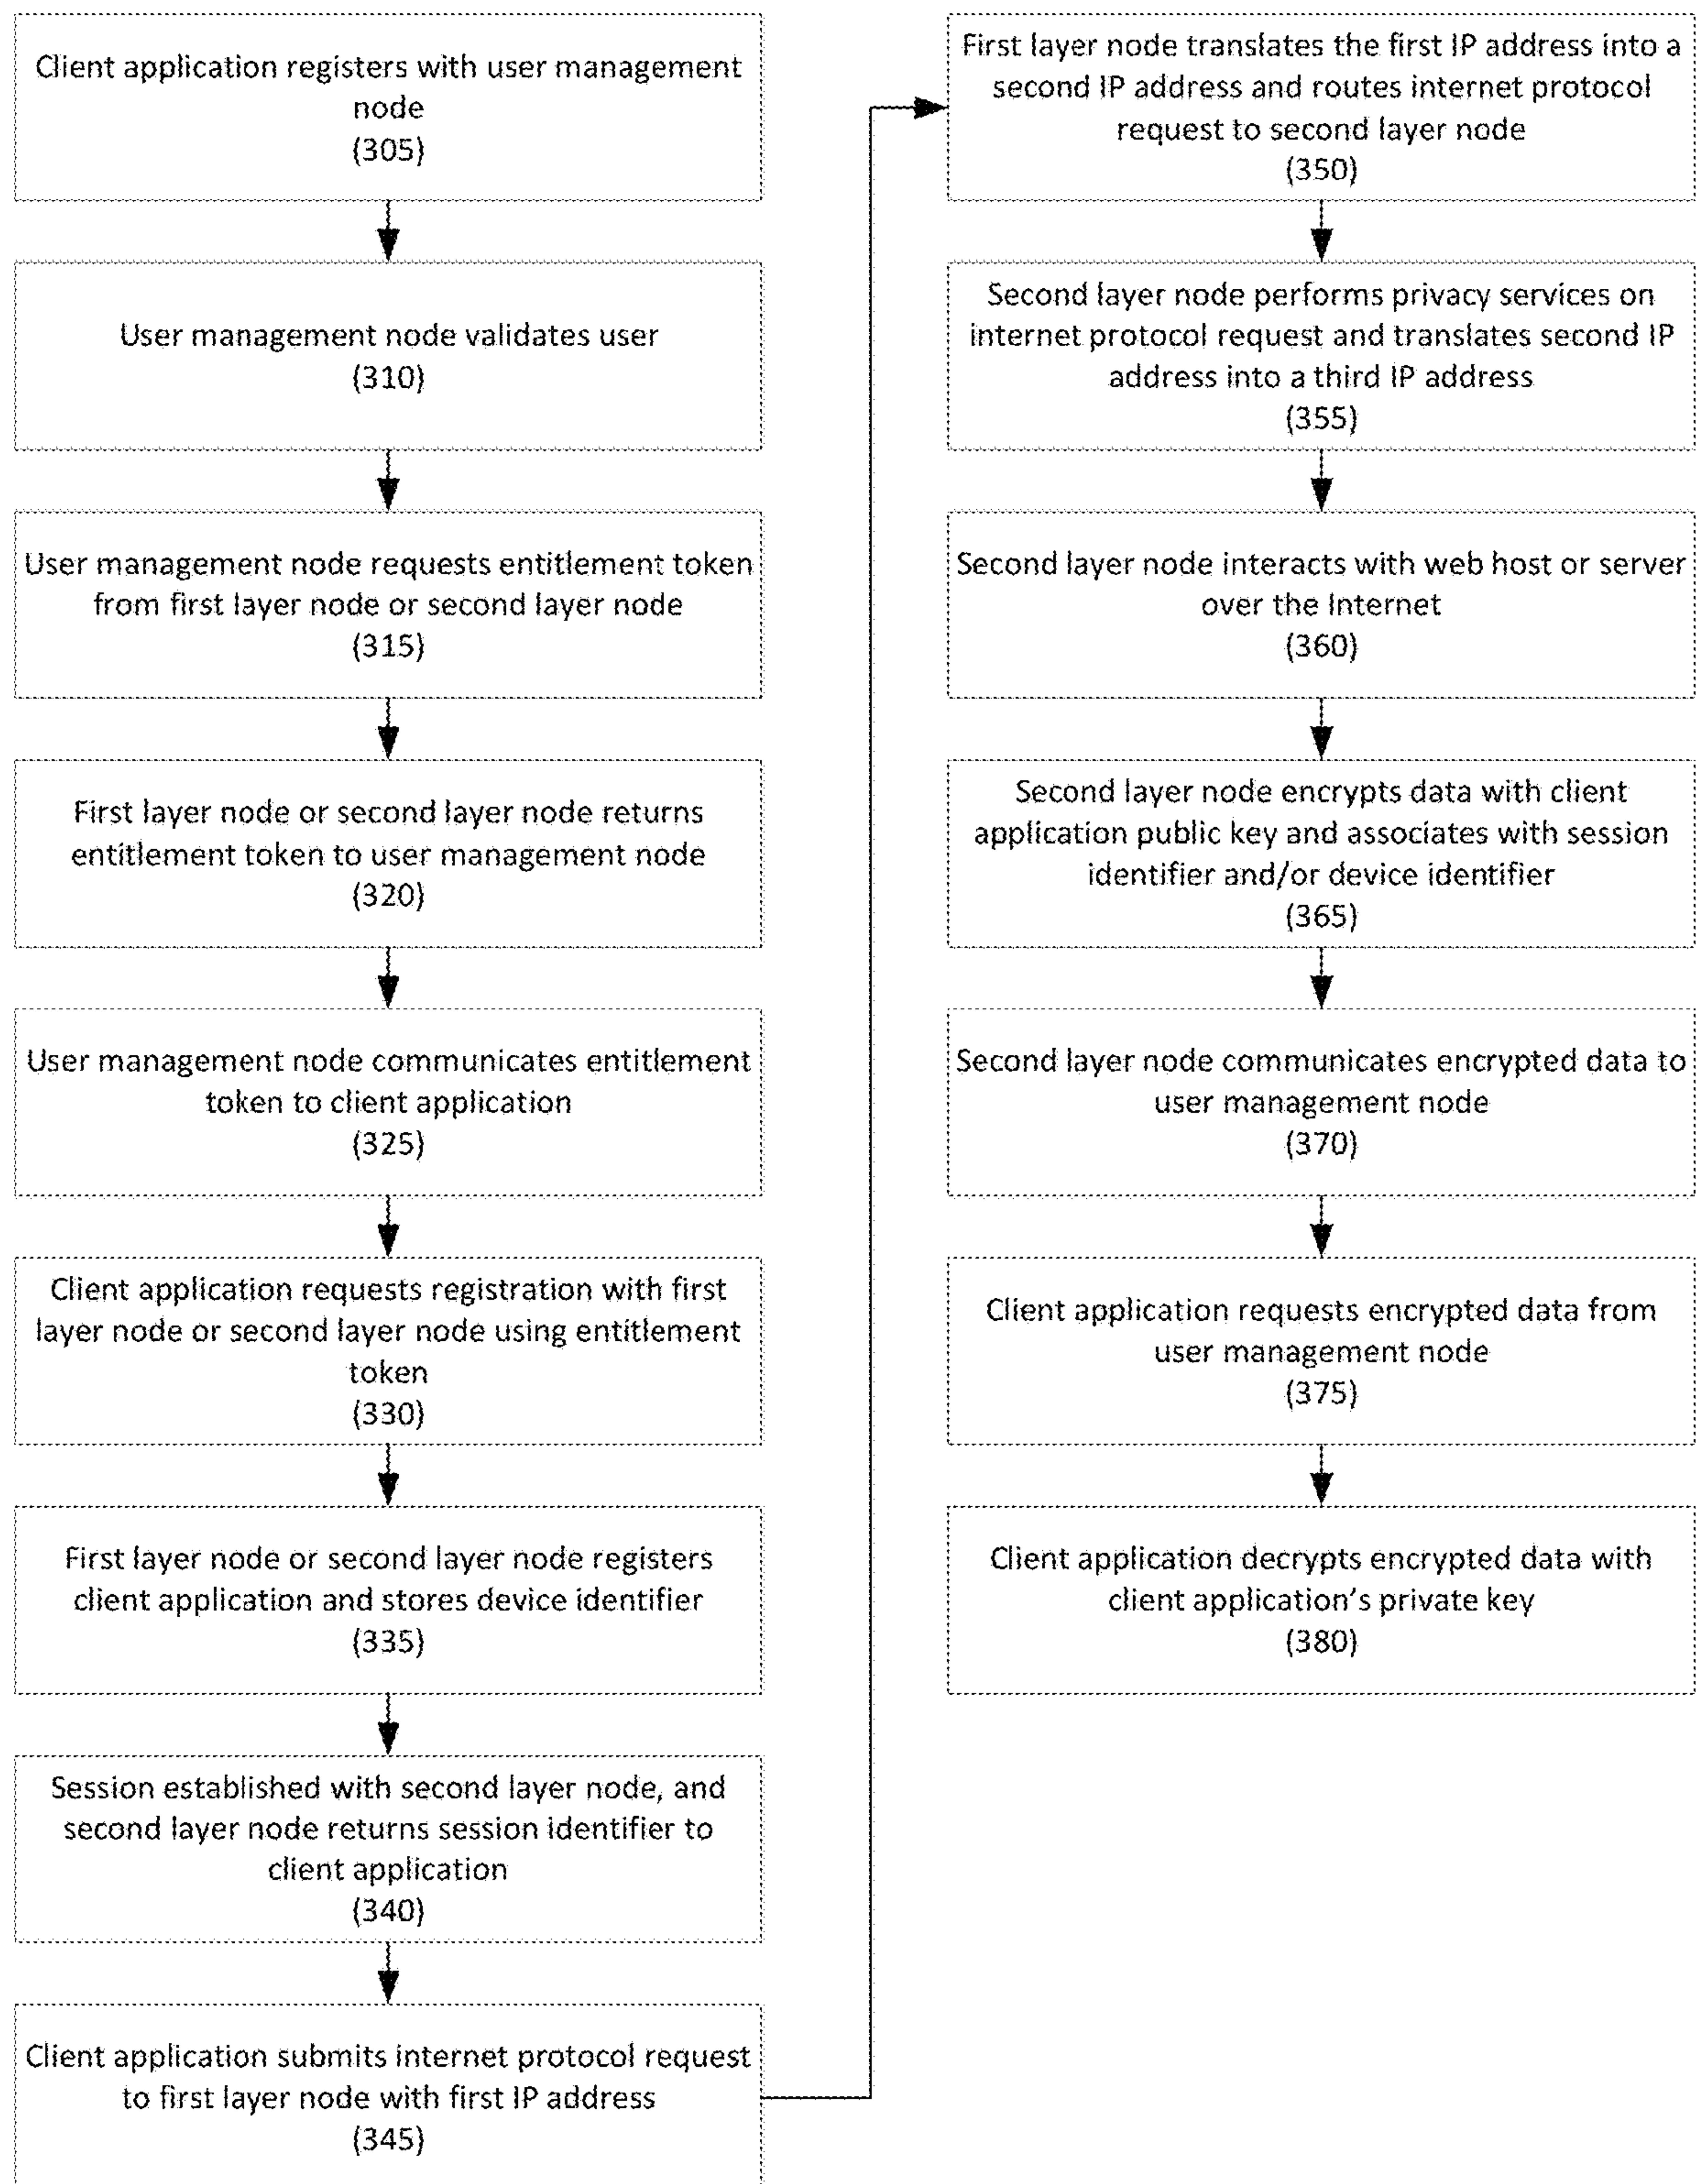 Client application registers with user management
node
(305)
User management node validates user
(310)
User management node requests entitlement token
from first layer node or second layer node
(315)
First layer node or second layer node returns
entitlement token to user management node
(320)
User management node communicates entitlement
token to client application
(325)
Client application requests registration with first
layer node or second layer node using entitlement
token
(330)
First layer node or second layer node registers
client application and stores device identifier
(335)
Session established with second layer node, and
second layer node returns session identifier to
client application
(340)
Client application submits internet protocol request
to first layer node with first IP address
(345)
First layer node translates the first IP address into a
second IP address and routes internet protocol
request to second layer node
(350)
Second layer node performs privacy services on
internet protocol request and translates second IP
address into a third IP address
(355)
Second layer node interacts with web host or server
over the Internet
(360)
Second layer node encrypts data with client
application public key and associates with session
identifier and/or device identifier
(365)
Second layer node communicates encrypted data to
user management node
(370)
Client application requests encrypted data from
user management node
(375)
Client application decrypts encrypted data with
client application's private key
(380)